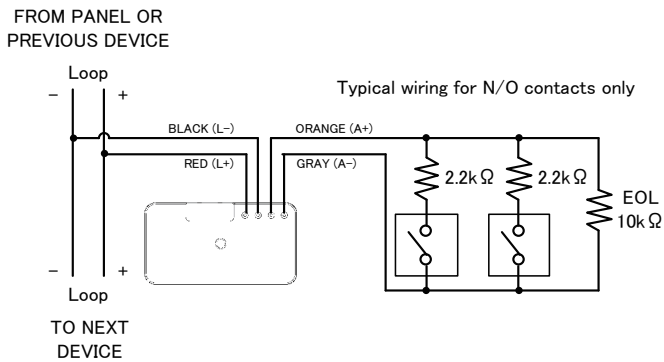 FROM PANEL OR
PREVIOUS DEVICE
Loop
− +
Typical wiring for N/O contacts only
BLACK (L−)
ORANGE (A+)
RED (L+)
GRAY (A−)
2.2kΩ
2.2kΩ
EOL
10kΩ
− +
Loop
TO NEXT
DEVICE